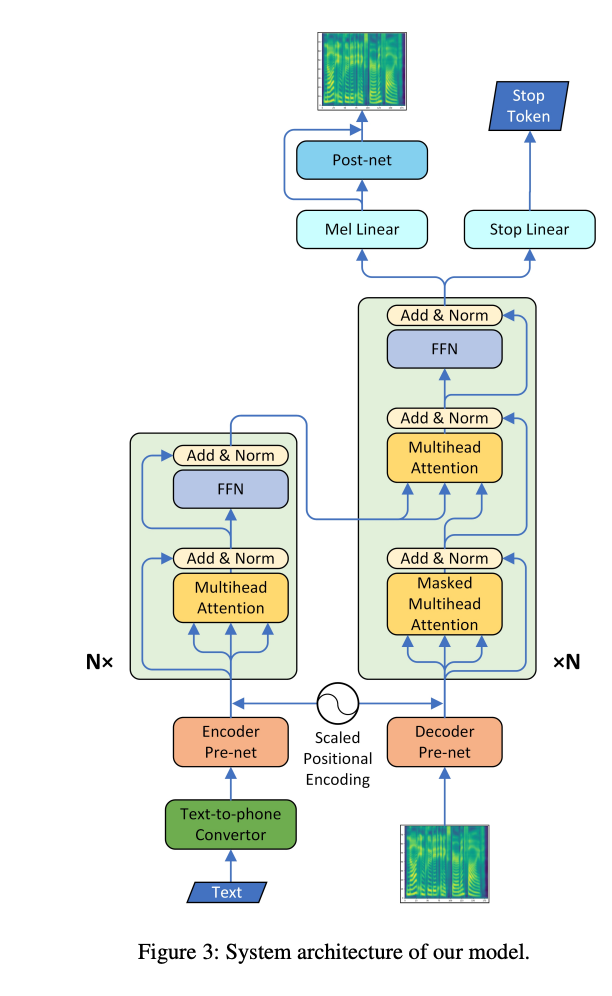 Stop
Token
Post-net
Mel Linear
Stop Linear
Add & Norm
FFN
Add & Norm
Multihead
Attention
Add & Norm
FFN
Add & Norm
Multihead
Attention
Add & Norm
Masked
Multihead
Attention
N×
×N
Encoder
Pre-net
Scaled
Positional
Encoding
Decoder
Pre-net
Text-to-phone
Convertor
Text
Figure 3: System architecture of our model.